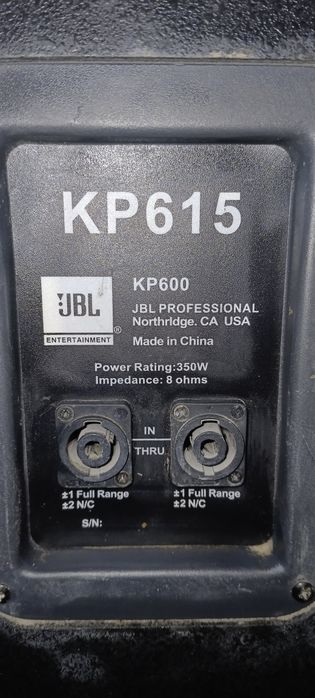 KP615
JBL
®
ENTERTAINMENT
KP600
JBL PROFESSIONAL
Northrldge. CA USA
Made in China
Power Rating:350W
Impedance: 8 ohms
IN
THRU
±1 Full Range
±2 N/C
±1 Full Range
±2 N/C
S/N: